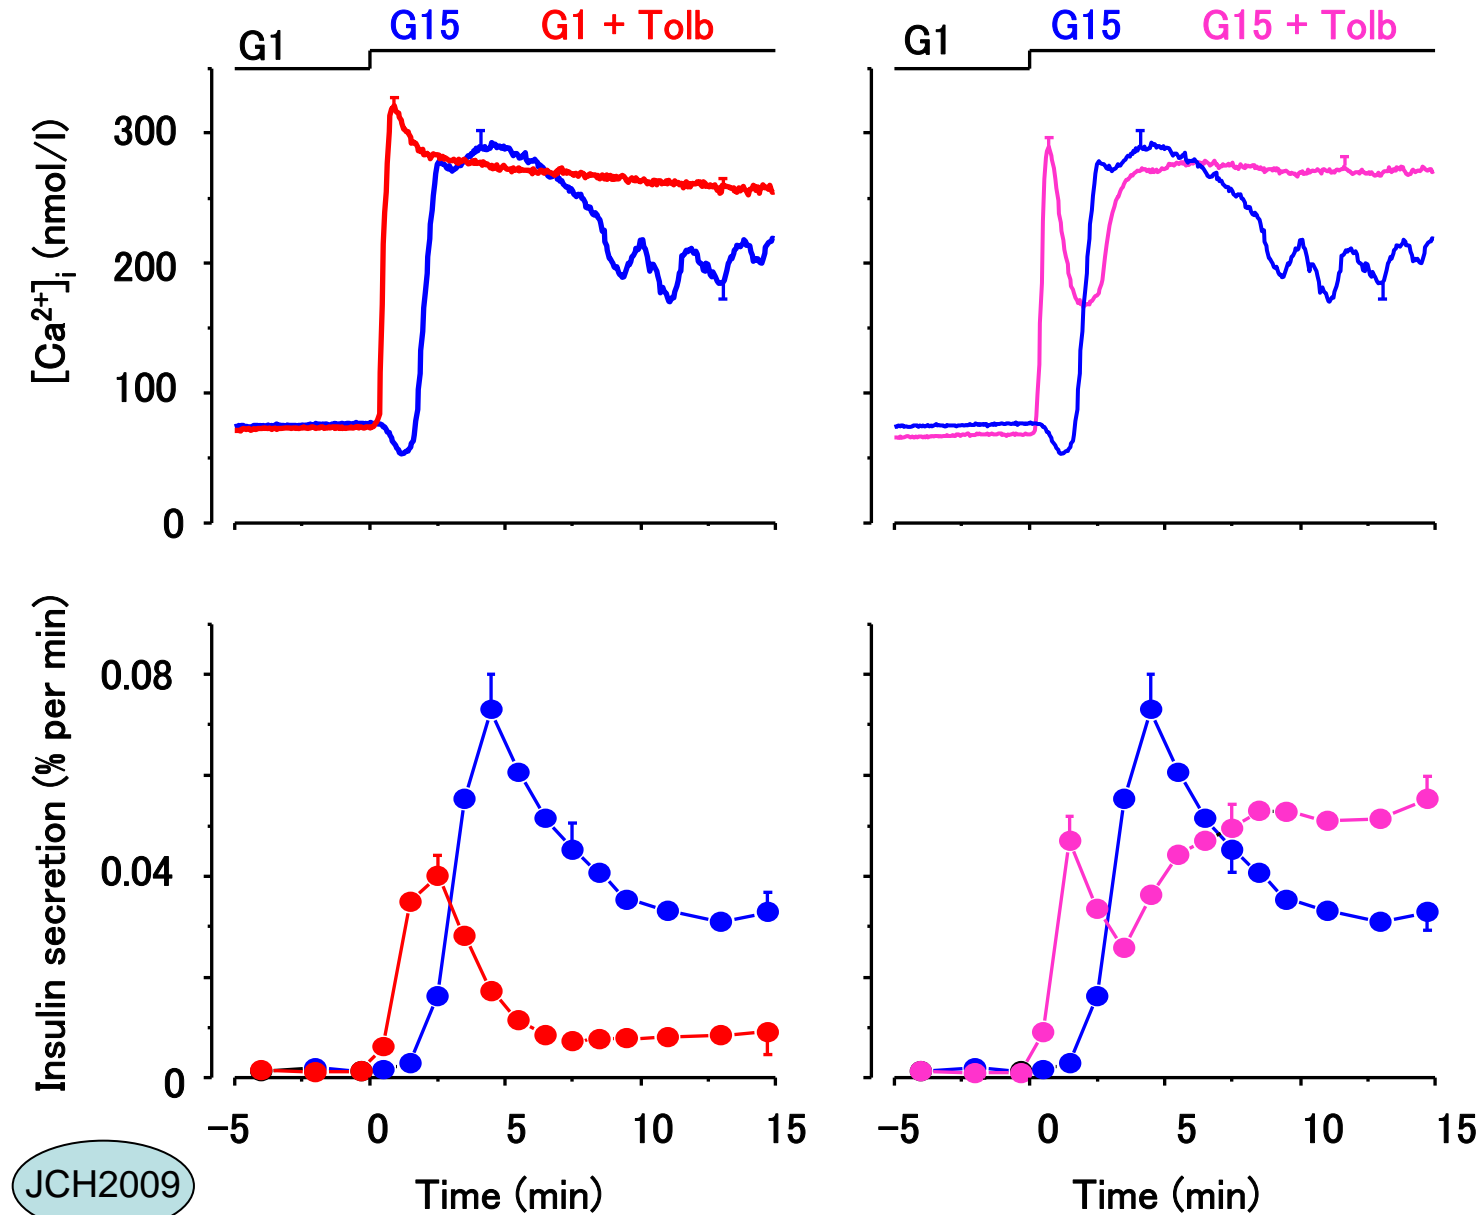 G1 G15 G1 + Tolb
G1 G15 G15 + Tolb
[Ca²⁺]ᵢ (nmol/l)
300
200
100
0
Insulin secretion (% per min)
0.08
0.04
0
−5 0 5 10 15
−5 0 5 10 15
Time (min)
Time (min)
JCH2009